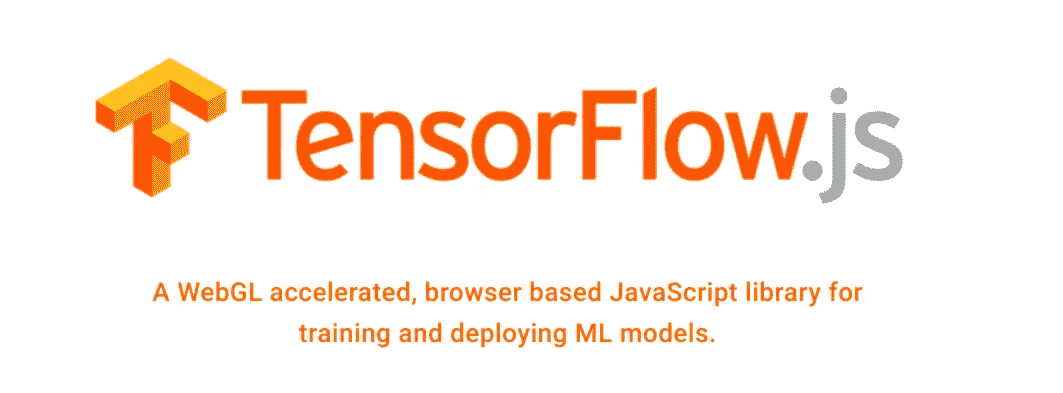 TensorFlow.js
A WebGL accelerated, browser based JavaScript library for
training and deploying ML models.